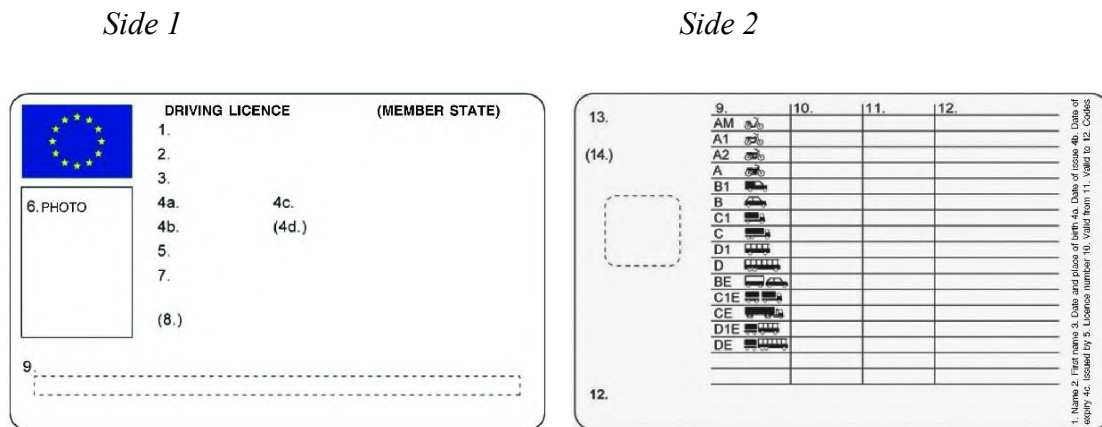 Side 1
Side 2
DRIVING LICENCE (MEMBER STATE)
1.
2.
3.
4a. 4c.
4b. (4d.)
5.
7.
(8.)
6.PHOTO
9.
13.
(14.)
9. 10. 11. 12.
AM
A1
A2
A
B1
B
C1
C
D1
D
BE
C1E
CE
D1E
DE
12.
1. Name 2. First name 3. Date and place of birth 4a. Date of issue 4b. Date of
expiry 4c. Issued by 5. Licence number 10. Valid from 11. Valid to 12. Codes